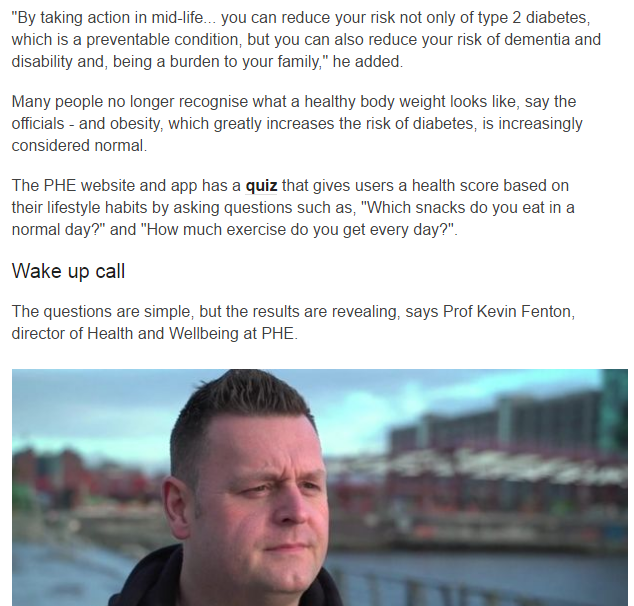 "By taking action in mid-life... you can reduce your risk not only of type 2 diabetes,
which is a preventable condition, but you can also reduce your risk of dementia and
disability and, being a burden to your family," he added.
Many people no longer recognise what a healthy body weight looks like, say the
officials - and obesity, which greatly increases the risk of diabetes, is increasingly
considered normal.
The PHE website and app has a quiz that gives users a health score based on
their lifestyle habits by asking questions such as, "Which snacks do you eat in a
normal day?" and "How much exercise do you get every day?".
Wake up call
The questions are simple, but the results are revealing, says Prof Kevin Fenton,
director of Health and Wellbeing at PHE.